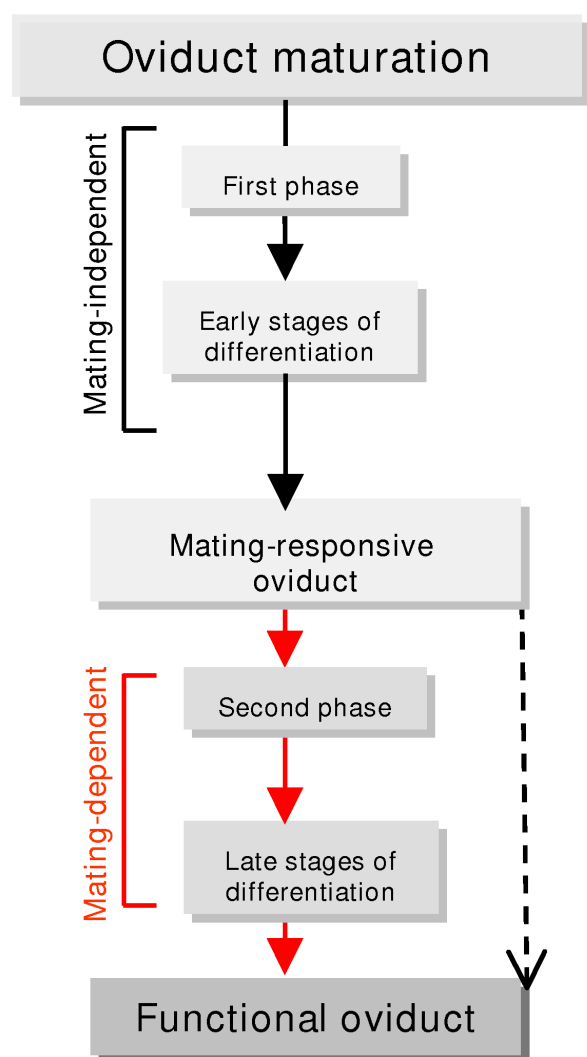 Oviduct maturation
Mating-independent
First phase
Early stages of
differentiation
Mating-responsive
oviduct
Mating-dependent
Second phase
Late stages of
differentiation
Functional oviduct